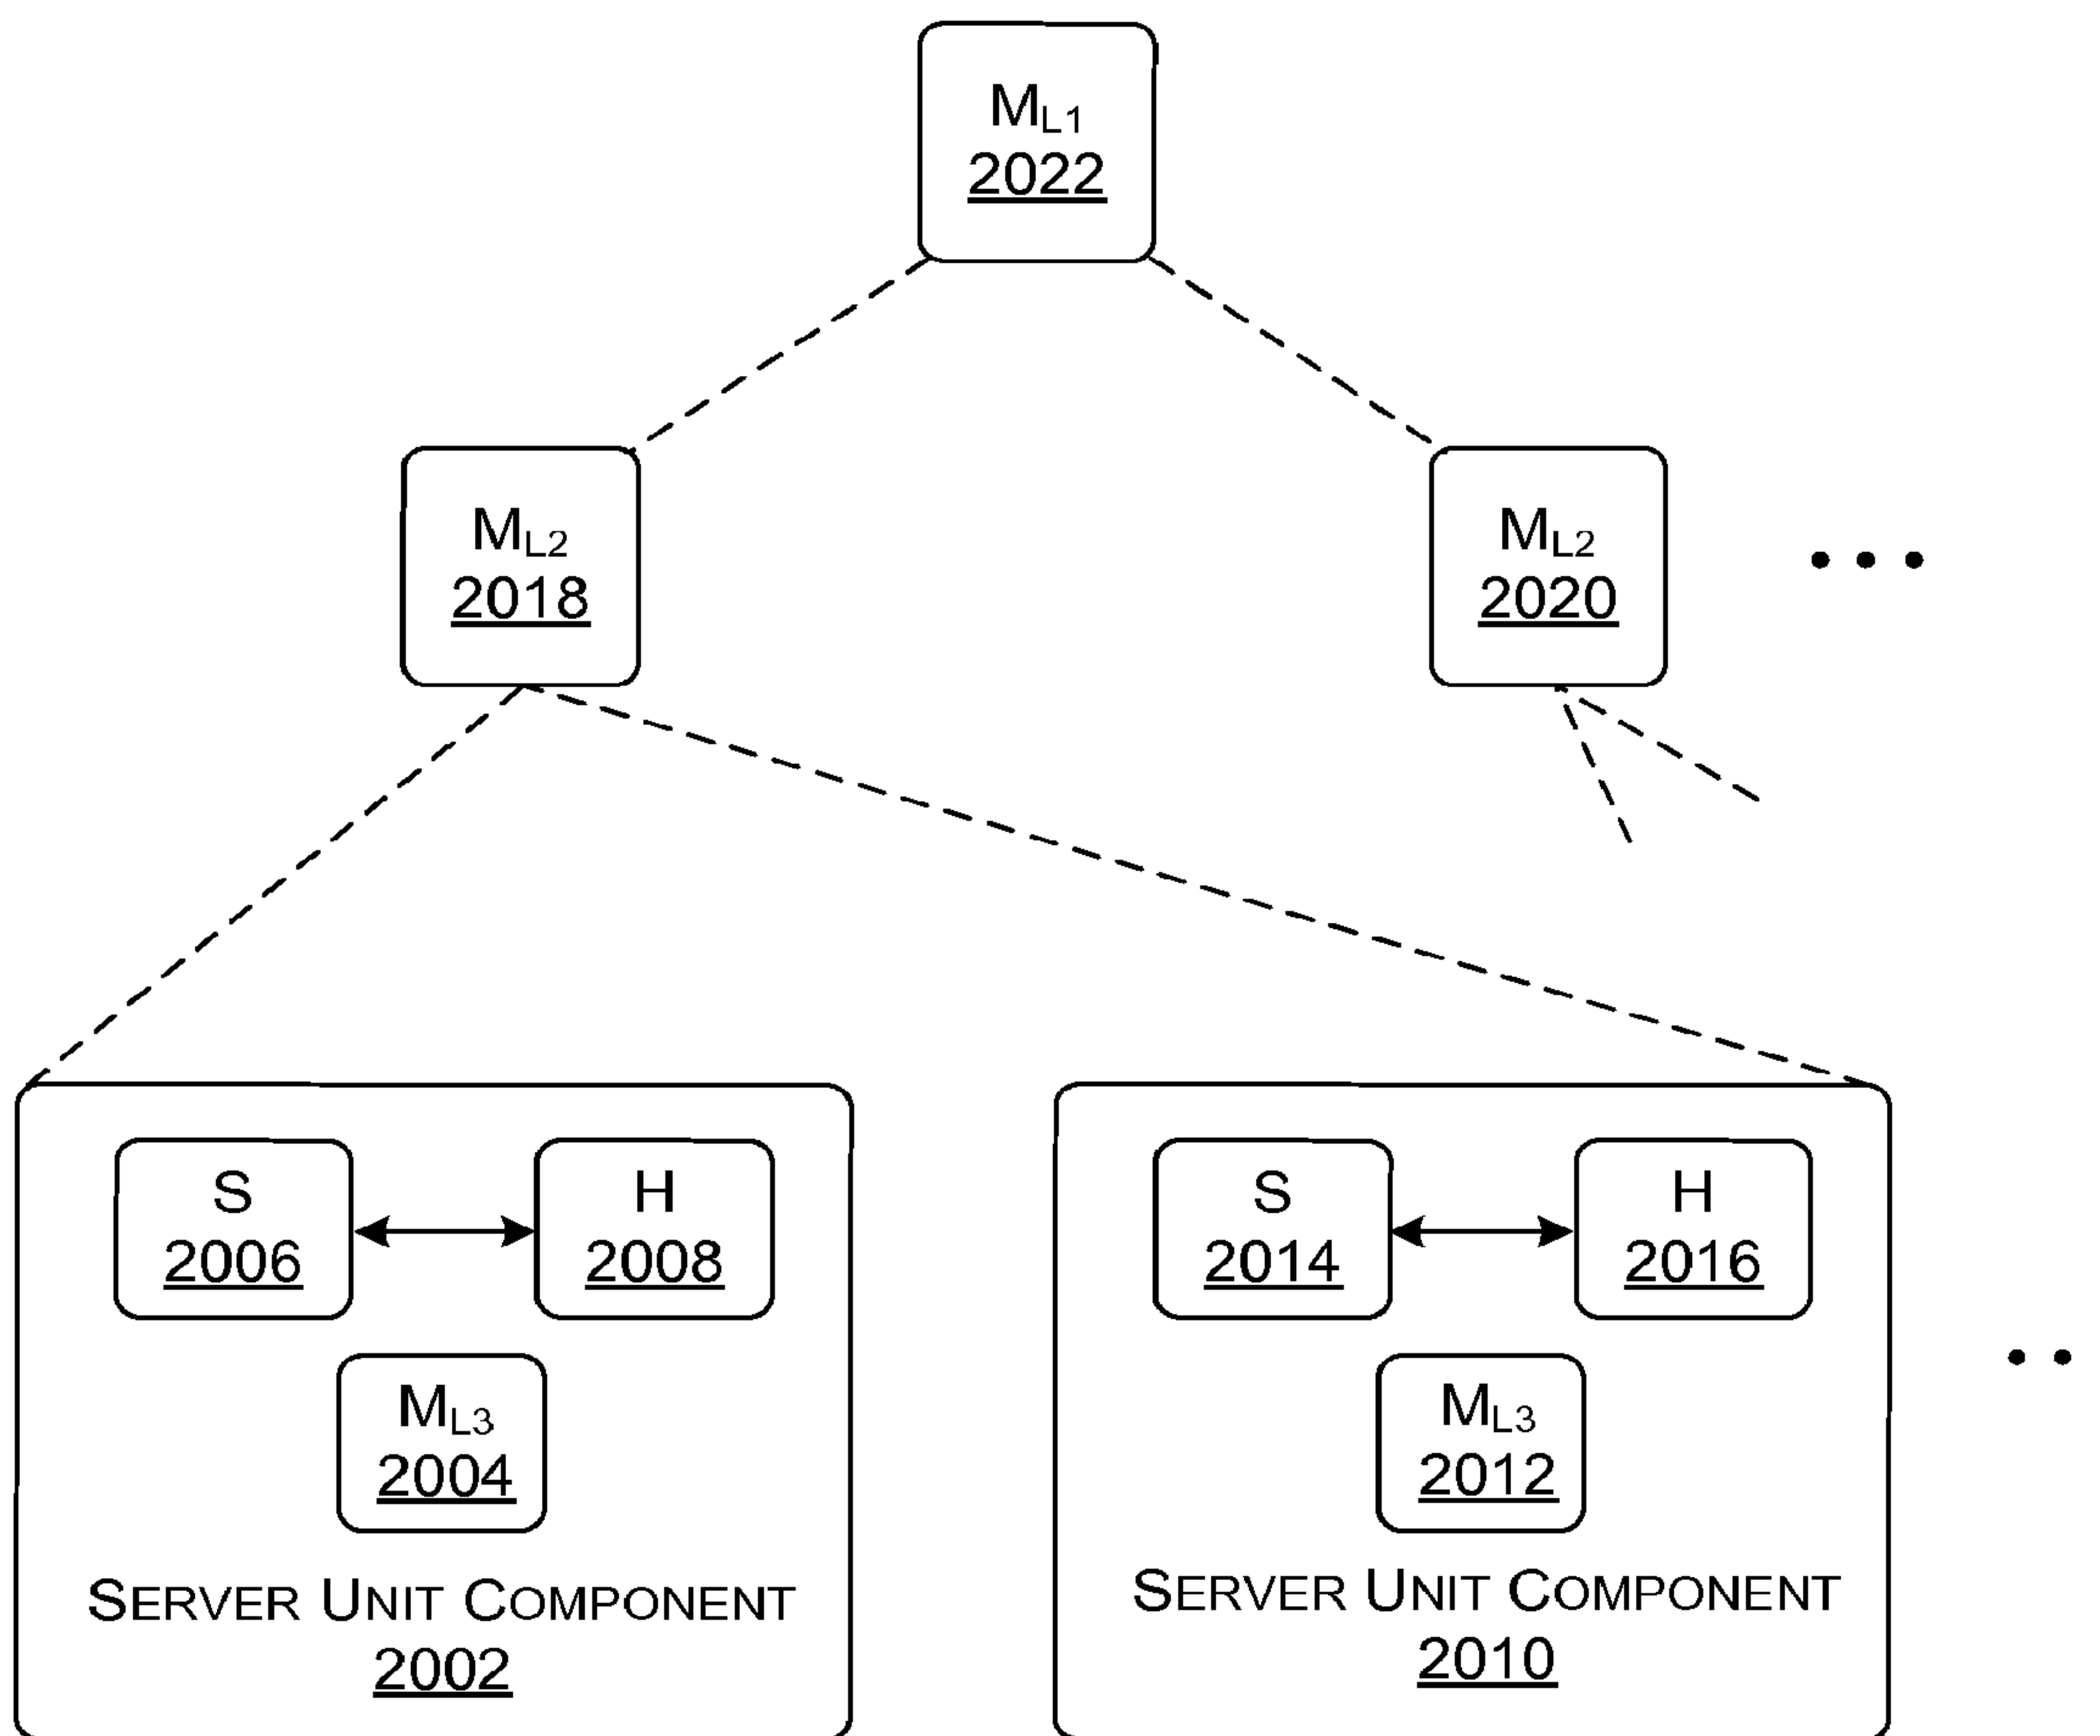 ML1
2022
ML2
2018
ML2
2020
S
2006
H
2008
S
2014
H
2016
ML3
2004
ML3
2012
SERVER UNIT COMPONENT
2002
SERVER UNIT COMPONENT
2010